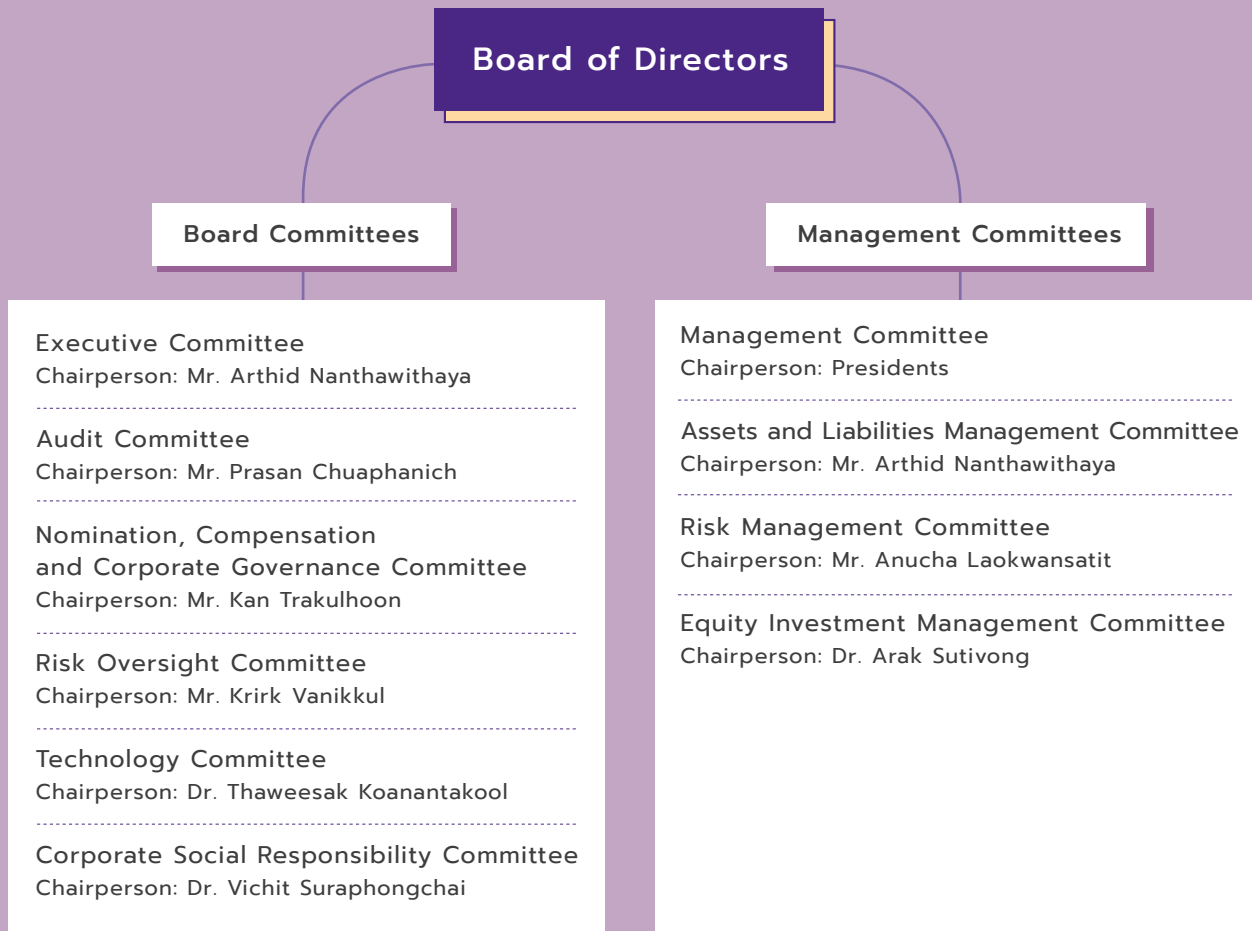 Board of Directors
Board Committees
Executive Committee
Chairperson: Mr. Arthid Nanthawithaya
Audit Committee
Chairperson: Mr. Prasan Chuaphanich
Nomination, Compensation
and Corporate Governance Committee
Chairperson: Mr. Kan Trakulhoon
Risk Oversight Committee
Chairperson: Mr. Krirk Vanikkul
Technology Committee
Chairperson: Dr. Thaweesak Koanantakool
Corporate Social Responsibility Committee
Chairperson: Dr. Vichit Suraphongchai
Management Committees
Management Committee
Chairperson: Presidents
Assets and Liabilities Management Committee
Chairperson: Mr. Arthid Nanthawithaya
Risk Management Committee
Chairperson: Mr. Anucha Laokwansatit
Equity Investment Management Committee
Chairperson: Dr. Arak Sutivong